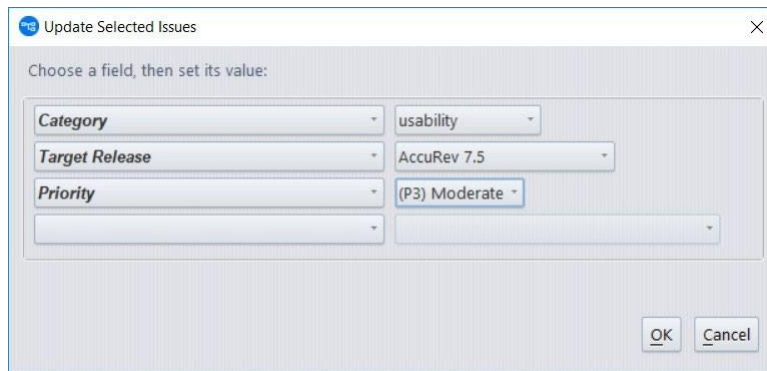 Update Selected Issues
Choose a field, then set its value:
Category usability
Target Release AccuRev 7.5
Priority (P3) Moderate
OK Cancel